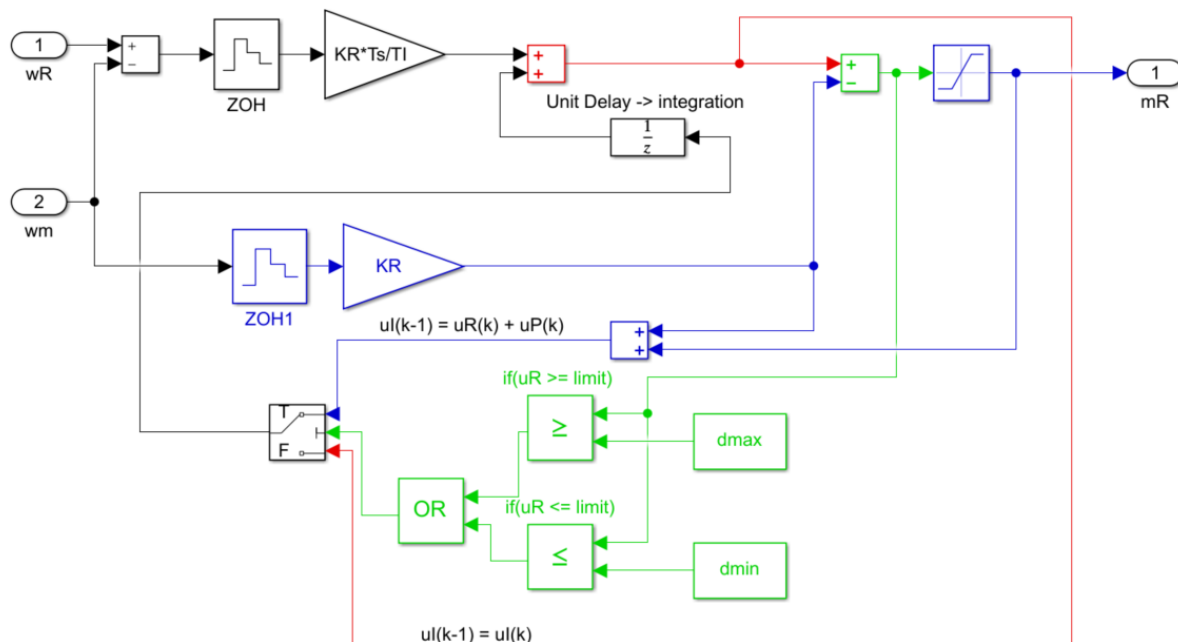 1
wR
+
−
ZOH
KR*Ts/TI
+
+
Unit Delay -> integration
1
z
+
−
1
mR
2
wm
ZOH1
KR
uI(k-1) = uR(k) + uP(k)
+
+
if(uR >= limit)
≥
dmax
T
F
OR
if(uR <= limit)
≤
dmin
uI(k-1) = uI(k)